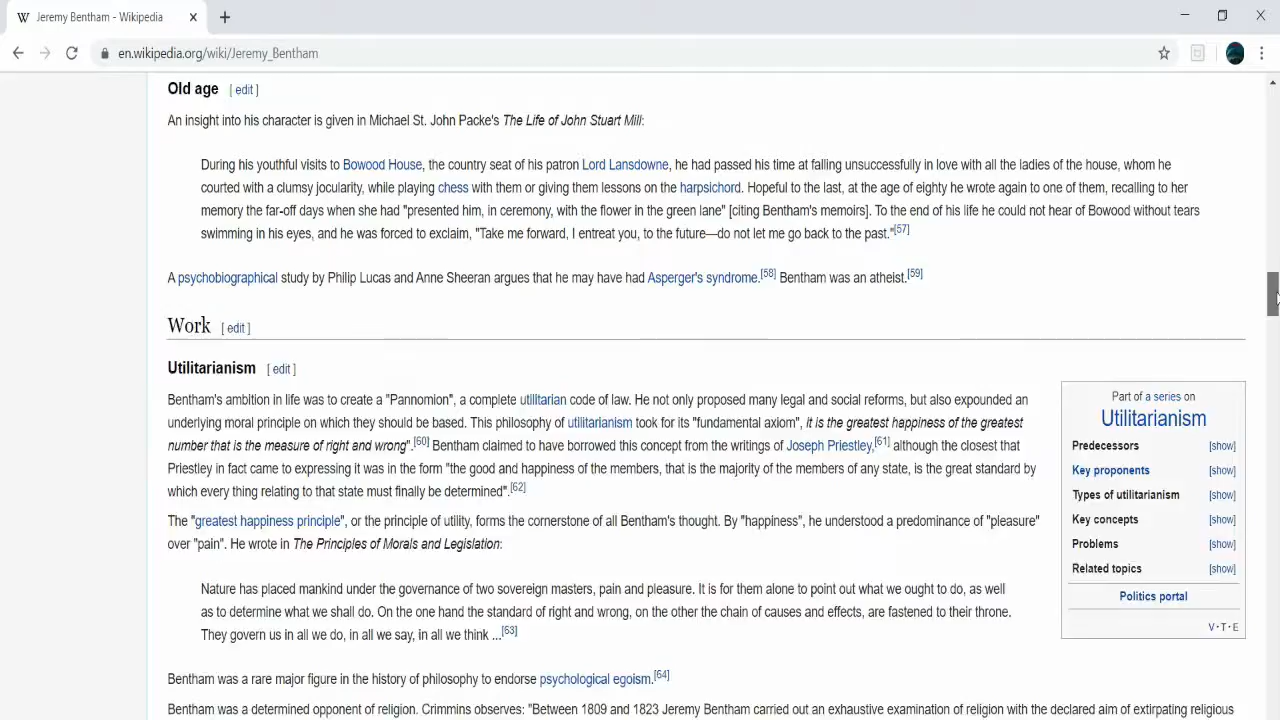 Jeremy Bentham - Wikipedia
en.wikipedia.org/wiki/Jeremy_Bentham
Old age [ edit ]
An insight into his character is given in Michael St. John Packe's The Life of John Stuart Mill:
During his youthful visits to Bowood House, the country seat of his patron Lord Lansdowne, he had passed his time at falling unsuccessfully in love with all the ladies of the house, whom he
courted with a clumsy jocularity, while playing chess with them or giving them lessons on the harpsichord. Hopeful to the last, at the age of eighty he wrote again to one of them, recalling to her
memory the far-off days when she had "presented him, in ceremony, with the flower in the green lane" [citing Bentham's memoirs]. To the end of his life he could not hear of Bowood without tears
swimming in his eyes, and he was forced to exclaim, "Take me forward, I entreat you, to the future—do not let me go back to the past."[57]
A psychobiographical study by Philip Lucas and Anne Sheeran argues that he may have had Asperger's syndrome.[58] Bentham was an atheist.[59]
Work [ edit ]
Utilitarianism [ edit ]
Bentham's ambition in life was to create a "Pannomion", a complete utilitarian code of law. He not only proposed many legal and social reforms, but also expounded an
underlying moral principle on which they should be based. This philosophy of utilitarianism took for its "fundamental axiom", it is the greatest happiness of the greatest
number that is the measure of right and wrong".[60] Bentham claimed to have borrowed this concept from the writings of Joseph Priestley,[61] although the closest that
Priestley in fact came to expressing it was in the form "the good and happiness of the members, that is the majority of the members of any state, is the great standard by
which every thing relating to that state must finally be determined".[62]
The "greatest happiness principle", or the principle of utility, forms the cornerstone of all Bentham's thought. By "happiness", he understood a predominance of "pleasure"
over "pain". He wrote in The Principles of Morals and Legislation:
Nature has placed mankind under the governance of two sovereign masters, pain and pleasure. It is for them alone to point out what we ought to do, as well
as to determine what we shall do. On the one hand the standard of right and wrong, on the other the chain of causes and effects, are fastened to their throne.
They govern us in all we do, in all we say, in all we think ...[63]
Bentham was a rare major figure in the history of philosophy to endorse psychological egoism.[64]
Bentham was a determined opponent of religion. Crimmins observes: "Between 1809 and 1823 Jeremy Bentham carried out an exhaustive examination of religion with the declared aim of extirpating religious
Part of a series on
Utilitarianism
Predecessors [show]
Key proponents [show]
Types of utilitarianism [show]
Key concepts [show]
Problems [show]
Related topics [show]
Politics portal
V·T·E